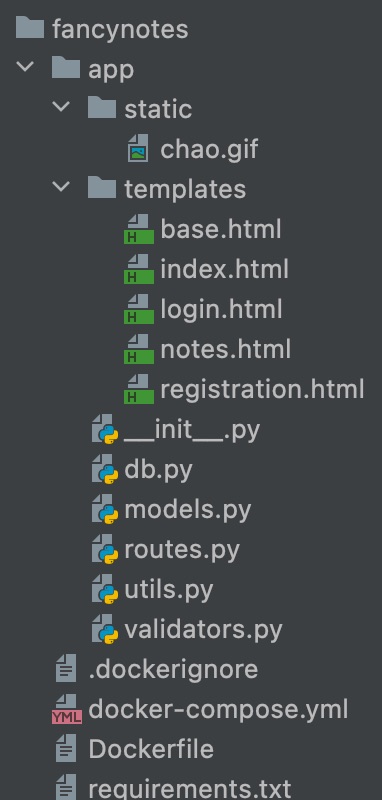 fancynotes
app
static
chao.gif
templates
H base.html
H index.html
H login.html
H notes.html
H registration.html
__init__.py
db.py
models.py
routes.py
utils.py
validators.py
.dockerignore
YML docker-compose.yml
Dockerfile
requirements.txt